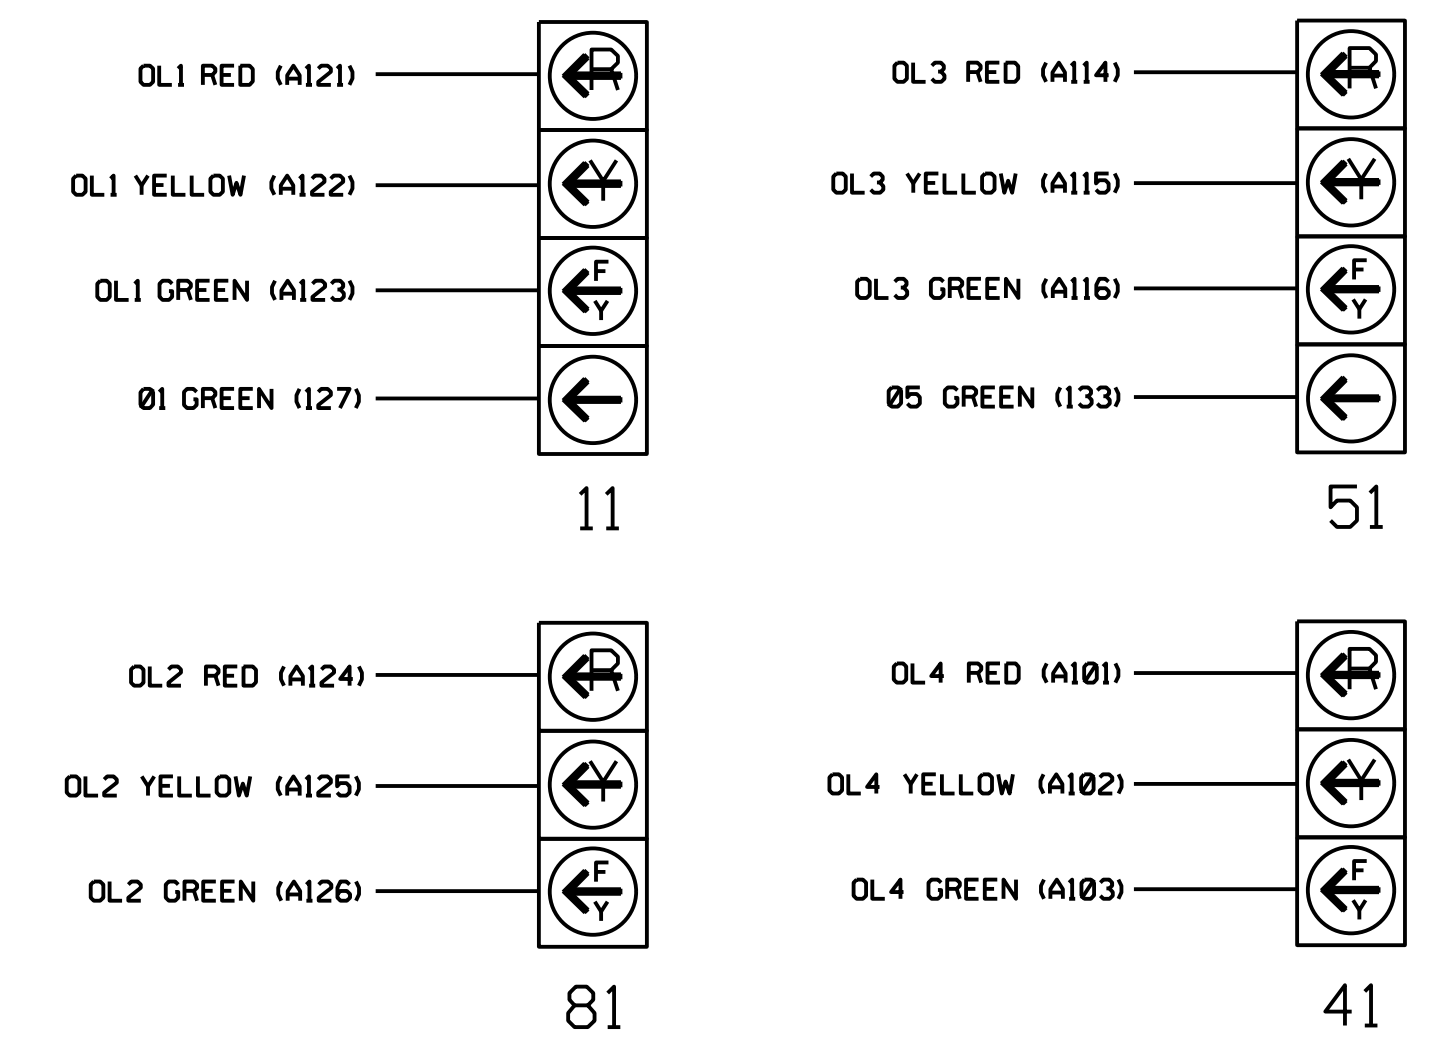 OL1 RED (A121)
R
OL1 YELLOW (A122)
Y
OL1 GREEN (A123)
F
Y
Ø1 GREEN (127)
11
OL3 RED (A114)
R
OL3 YELLOW (A115)
Y
OL3 GREEN (A116)
F
Y
Ø5 GREEN (133)
51
OL2 RED (A124)
R
OL2 YELLOW (A125)
Y
OL2 GREEN (A126)
F
Y
81
OL4 RED (A101)
R
OL4 YELLOW (A102)
Y
OL4 GREEN (A103)
F
Y
41